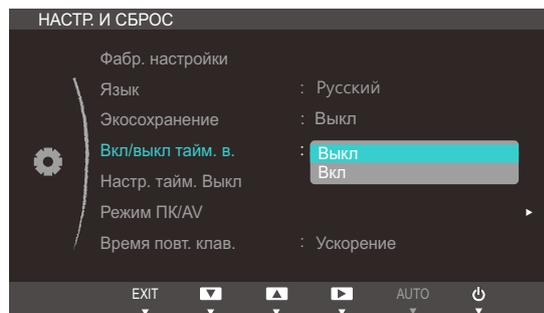 НАСТР. И СБРОС
Фабр. настройки
Язык : Русский
Экосохранение : Выкл
Вкл/выкл тайм. в. : Выкл
Вкл
Настр. тайм. Выкл
Режим ПК/AV
Время повт. клав. : Ускорение
EXIT AUTO